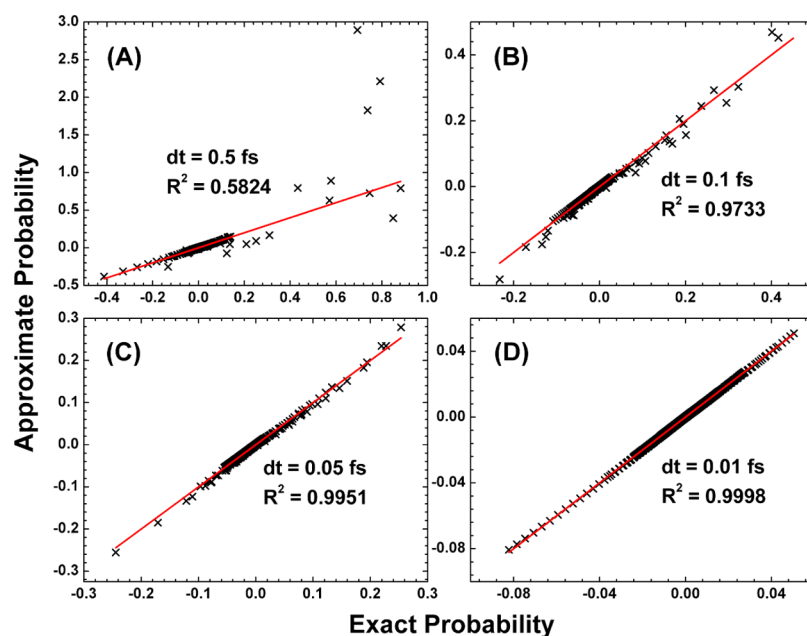 (A)
dt = 0.5 fs
R² = 0.5824
3.0
2.5
2.0
1.5
1.0
0.5
0.0
-0.5
-0.4 -0.2 0.0 0.2 0.4 0.6 0.8 1.0
(B)
dt = 0.1 fs
R² = 0.9733
0.4
0.2
0.0
-0.2
-0.2 0.0 0.2 0.4
(C)
dt = 0.05 fs
R² = 0.9951
0.3
0.2
0.1
0.0
-0.1
-0.2
-0.3
-0.3 -0.2 -0.1 0.0 0.1 0.2 0.3
(D)
dt = 0.01 fs
R² = 0.9998
0.04
0.00
-0.04
-0.08
-0.08 -0.04 0.00 0.04
Approximate Probability
Exact Probability